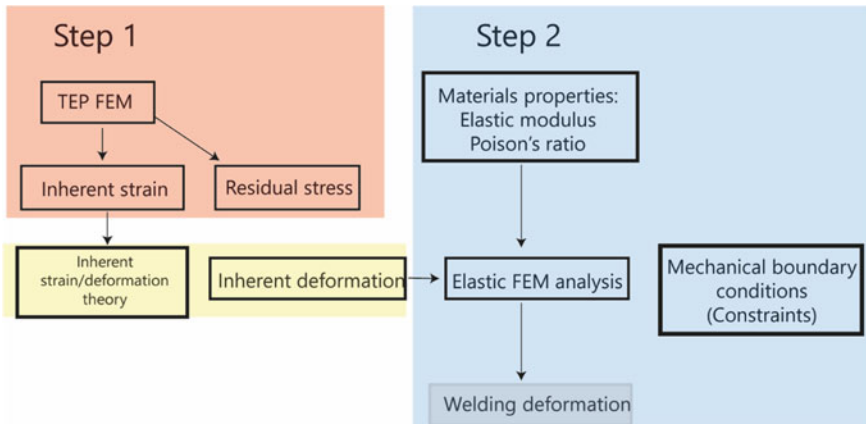 Step 1
TEP FEM
Inherent strain
Residual stress
Inherent
strain/deformation
theory
Inherent deformation
Step 2
Materials properties:
Elastic modulus
Poison's ratio
Elastic FEM analysis
Mechanical boundary
conditions
(Constraints)
Welding deformation